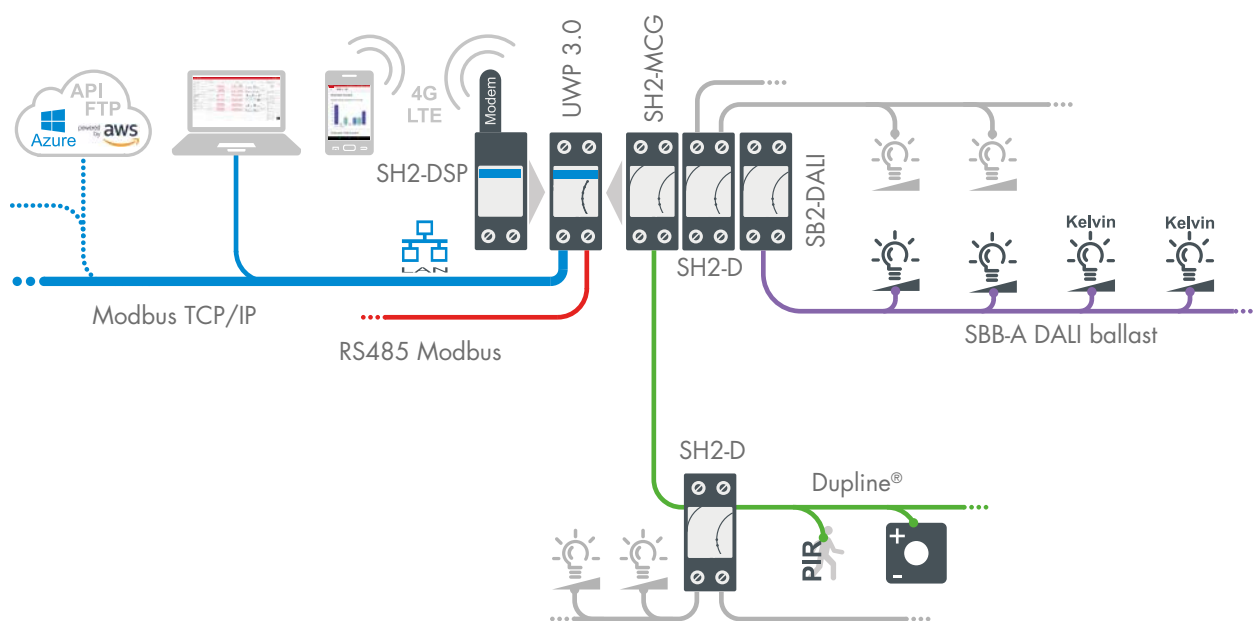 API
FTP
Azure
powered by aws
4G
LTE
Modem
SH2-DSP
UWP 3.0
SH2-MCG
SH2-D
SB2-DALI
Kelvin
Kelvin
LAN
Modbus TCP/IP
RS485 Modbus
SBB-A DALI ballast
SH2-D
Dupline®
PIR
+
-